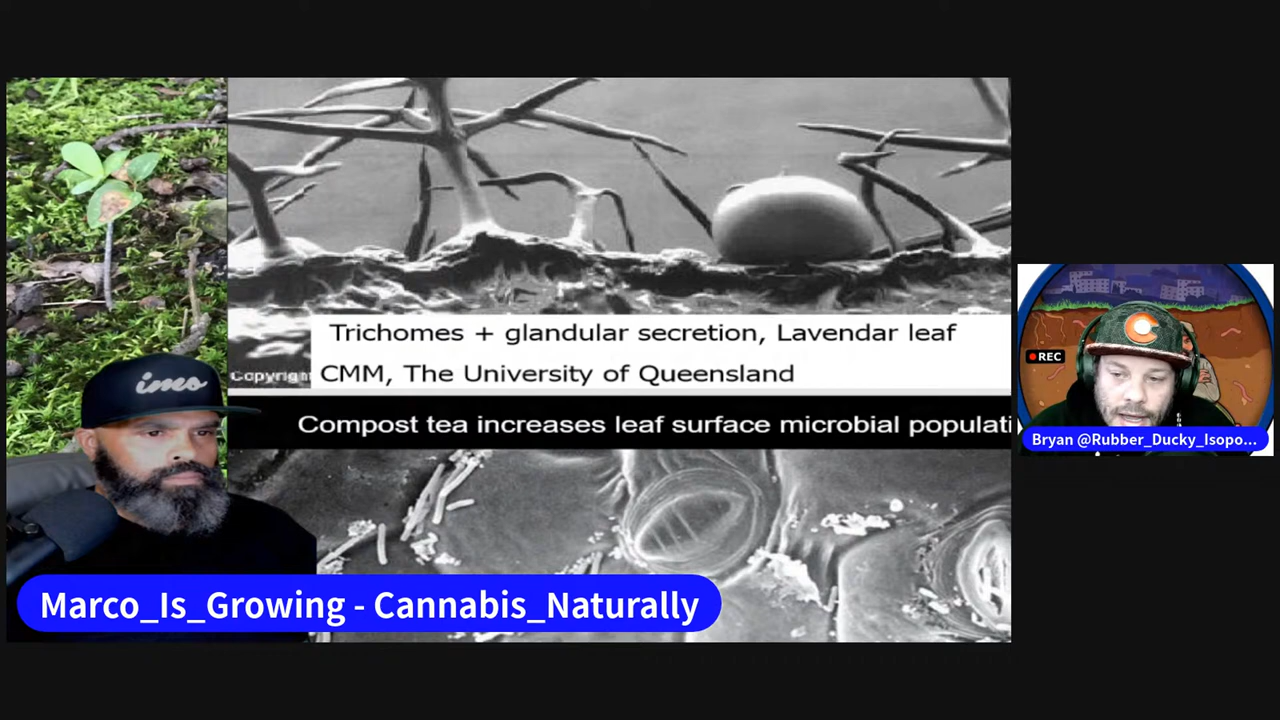 Trichomes + glandular secretion, Lavendar leaf
Copyright
CMM, The University of Queensland
Compost tea increases leaf surface microbial populati
imo
REC
Bryan @Rubber_Ducky_Isopo...
Marco_Is_Growing - Cannabis_Naturally